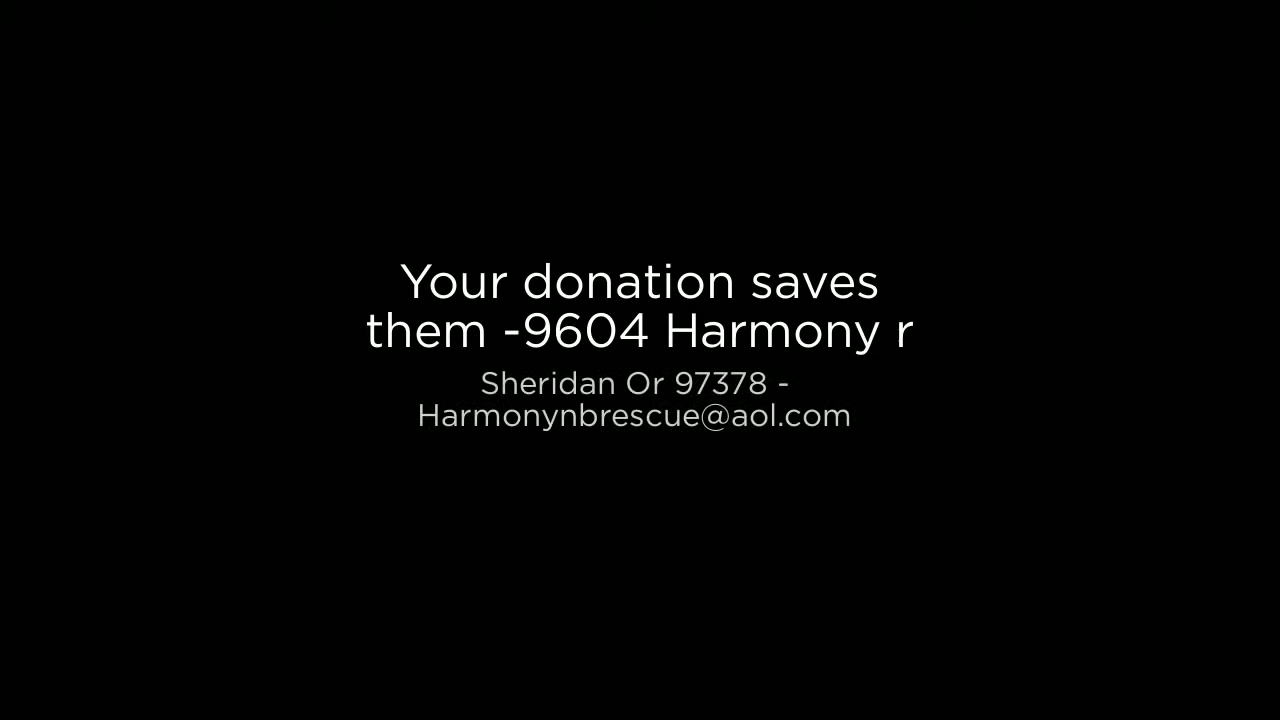 Your donation saves
them -9604 Harmony r
Sheridan Or 97378 -
Harmonynbrescue@aol.com